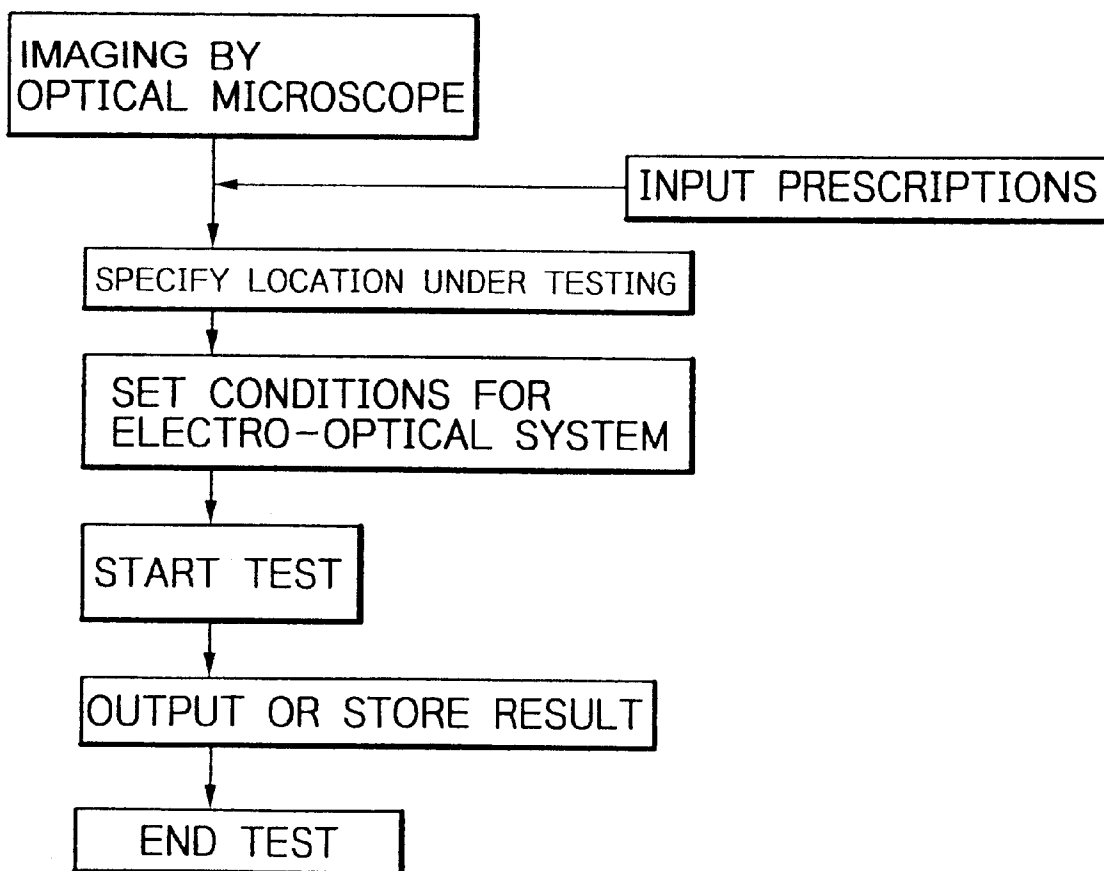 IMAGING BY
OPTICAL MICROSCOPE
INPUT PRESCRIPTIONS
SPECIFY LOCATION UNDER TESTING
SET CONDITIONS FOR
ELECTRO-OPTICAL SYSTEM
START TEST
OUTPUT OR STORE RESULT
END TEST